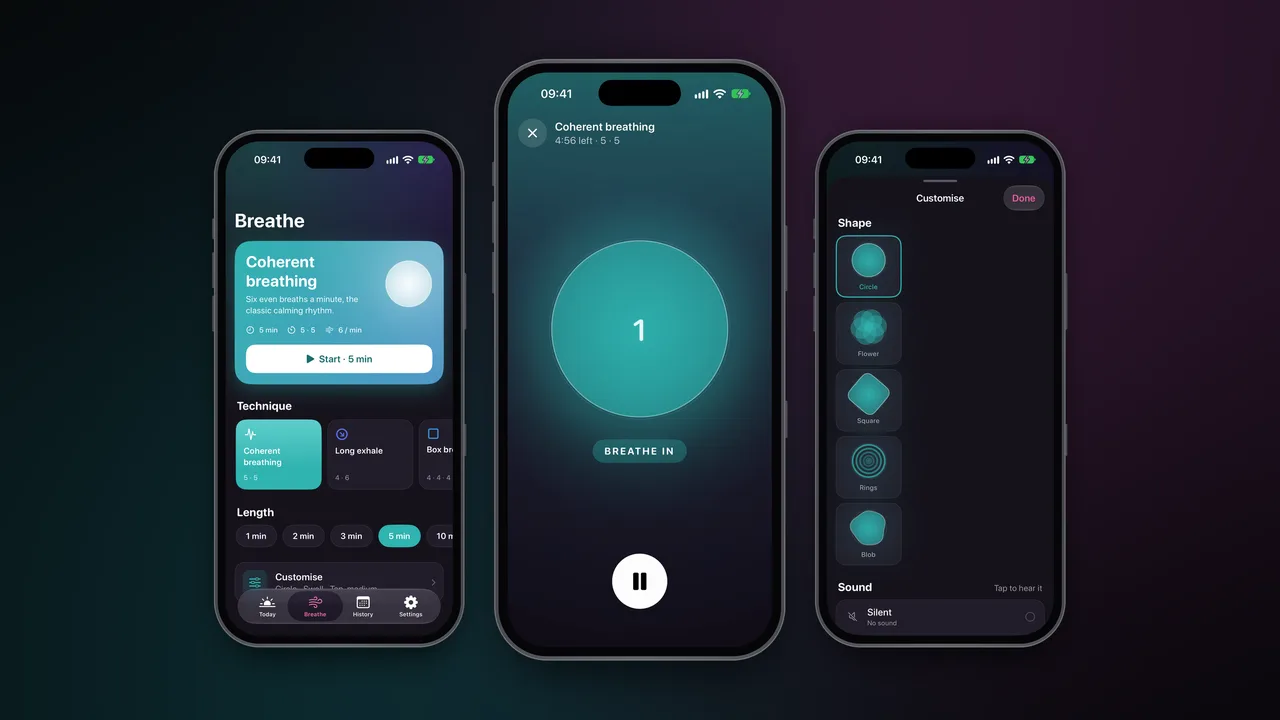 09:41
Breathe
Coherent
breathing
Six even breaths a minute, the
classic calming rhythm.
5 min 5 · 5 6 / min
Start · 5 min
Technique
Coherent
breathing
5 · 5
Long exhale
4 · 6
Box br
4 · 4 · 4
Length
1 min 2 min 3 min 5 min 10 m
Customise
Today Breathe History Settings
09:41
Coherent breathing
4:56 left · 5 · 5
1
BREATHE IN
09:41
Customise Done
Shape
Circle
Flower
Square
Rings
Blob
Sound Tap to hear it
Silent
No sound